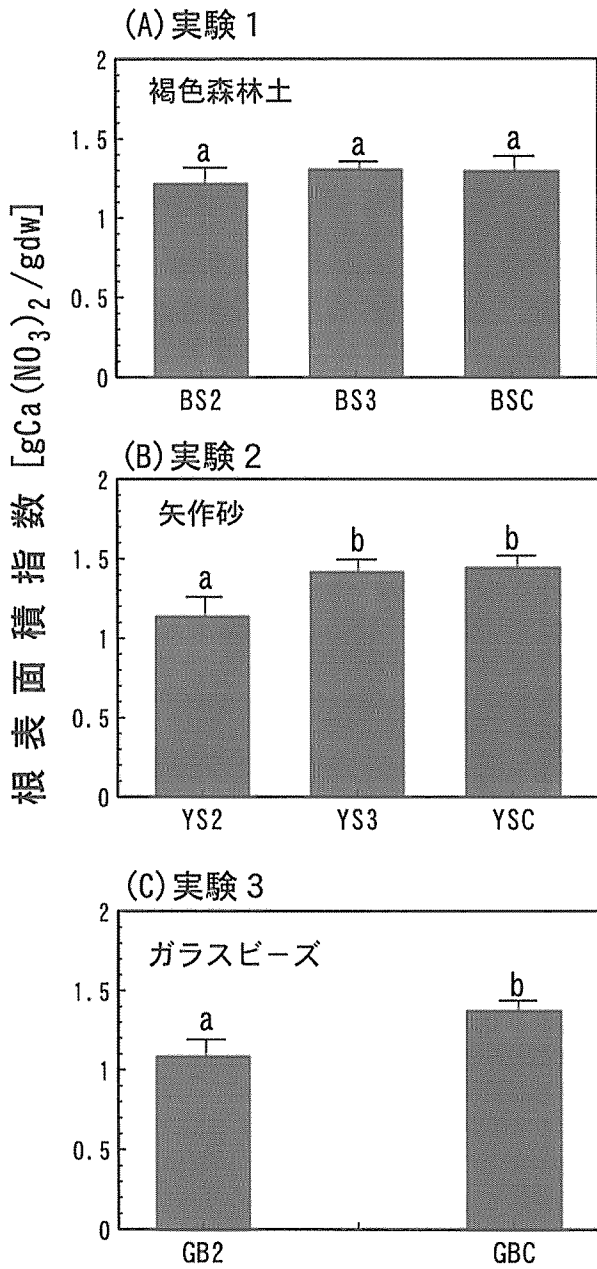 (A)実験1
褐色森林土
2
1.5
1
0.5
0
a
a
a
BS2 BS3 BSC
(B)実験2
矢作砂
2
1.5
1
0.5
0
a
b
b
YS2 YS3 YSC
(C)実験3
ガラスビーズ
2
1.5
1
0.5
0
a
b
GB2 GBC
根表面積指数 [gCa(NO3)2/gdw]